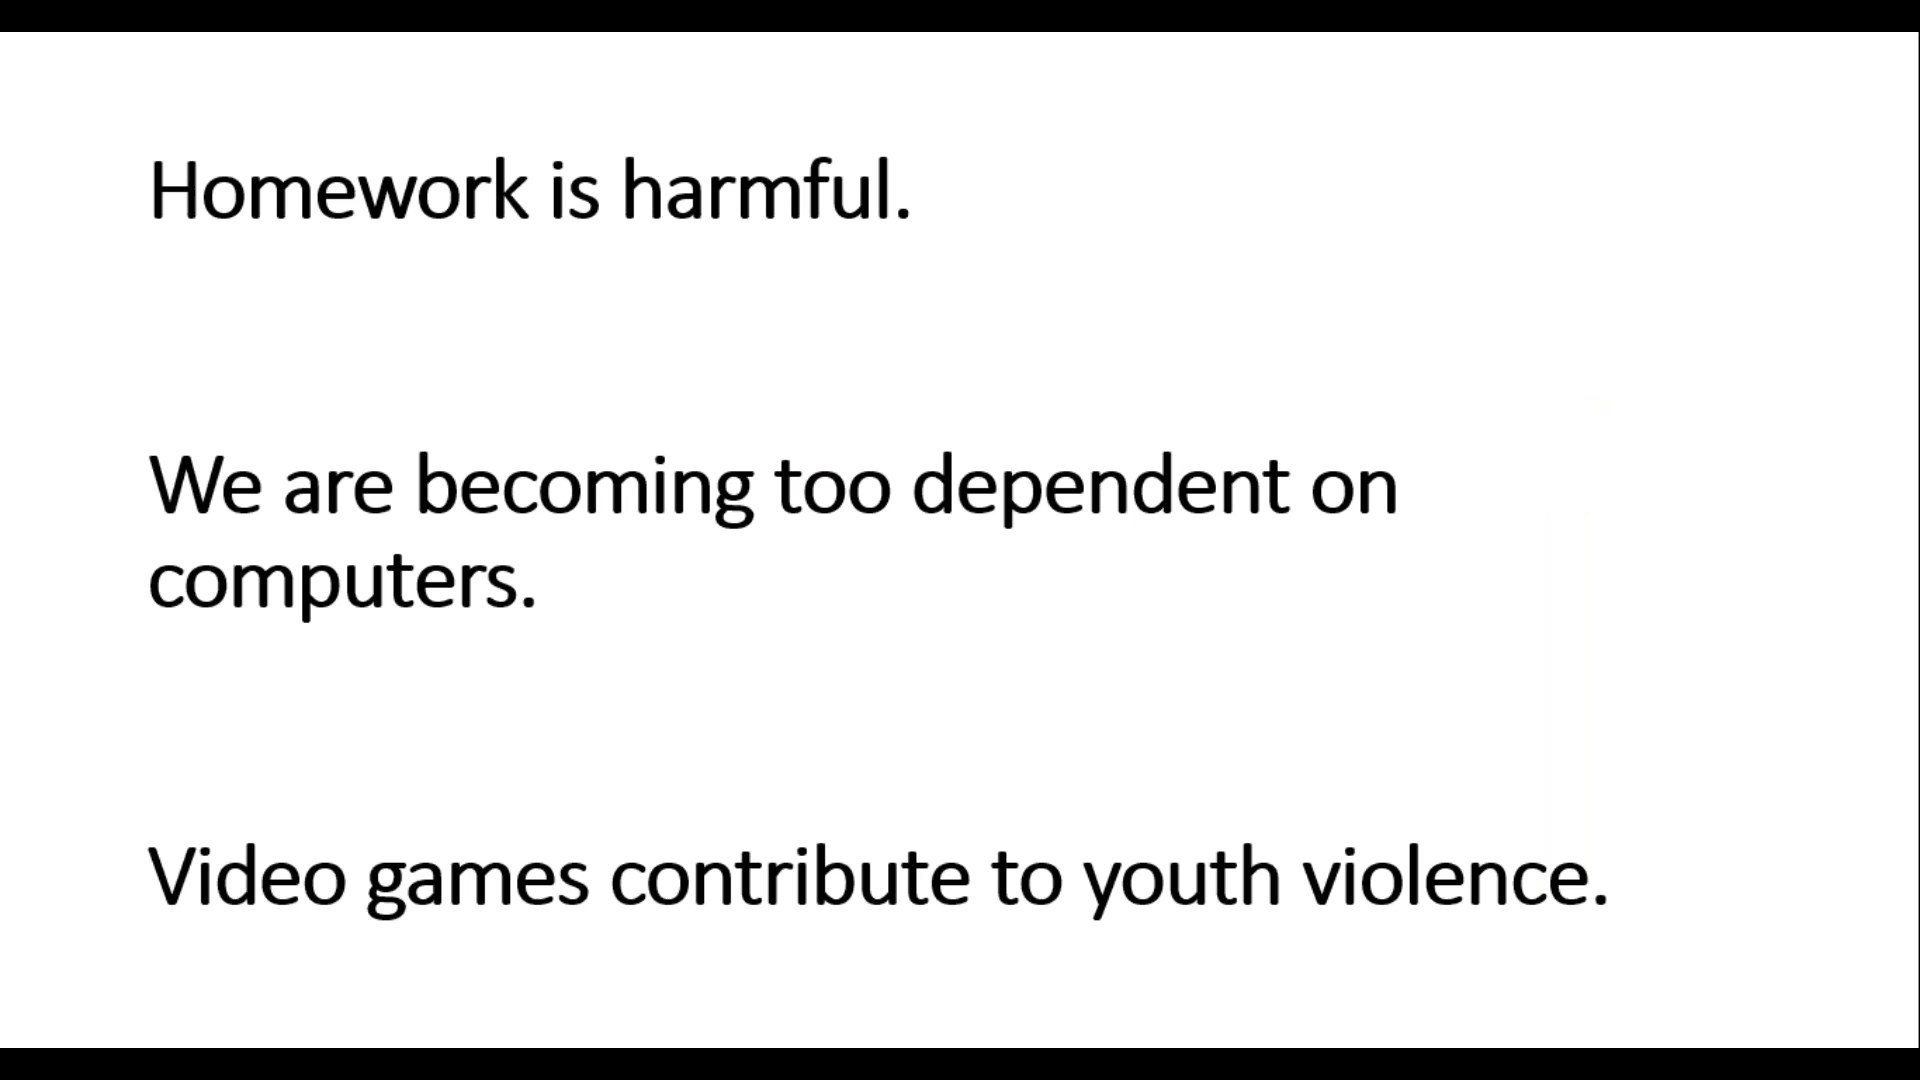 Homework is harmful.
We are becoming too dependent on
computers.
Video games contribute to youth violence.